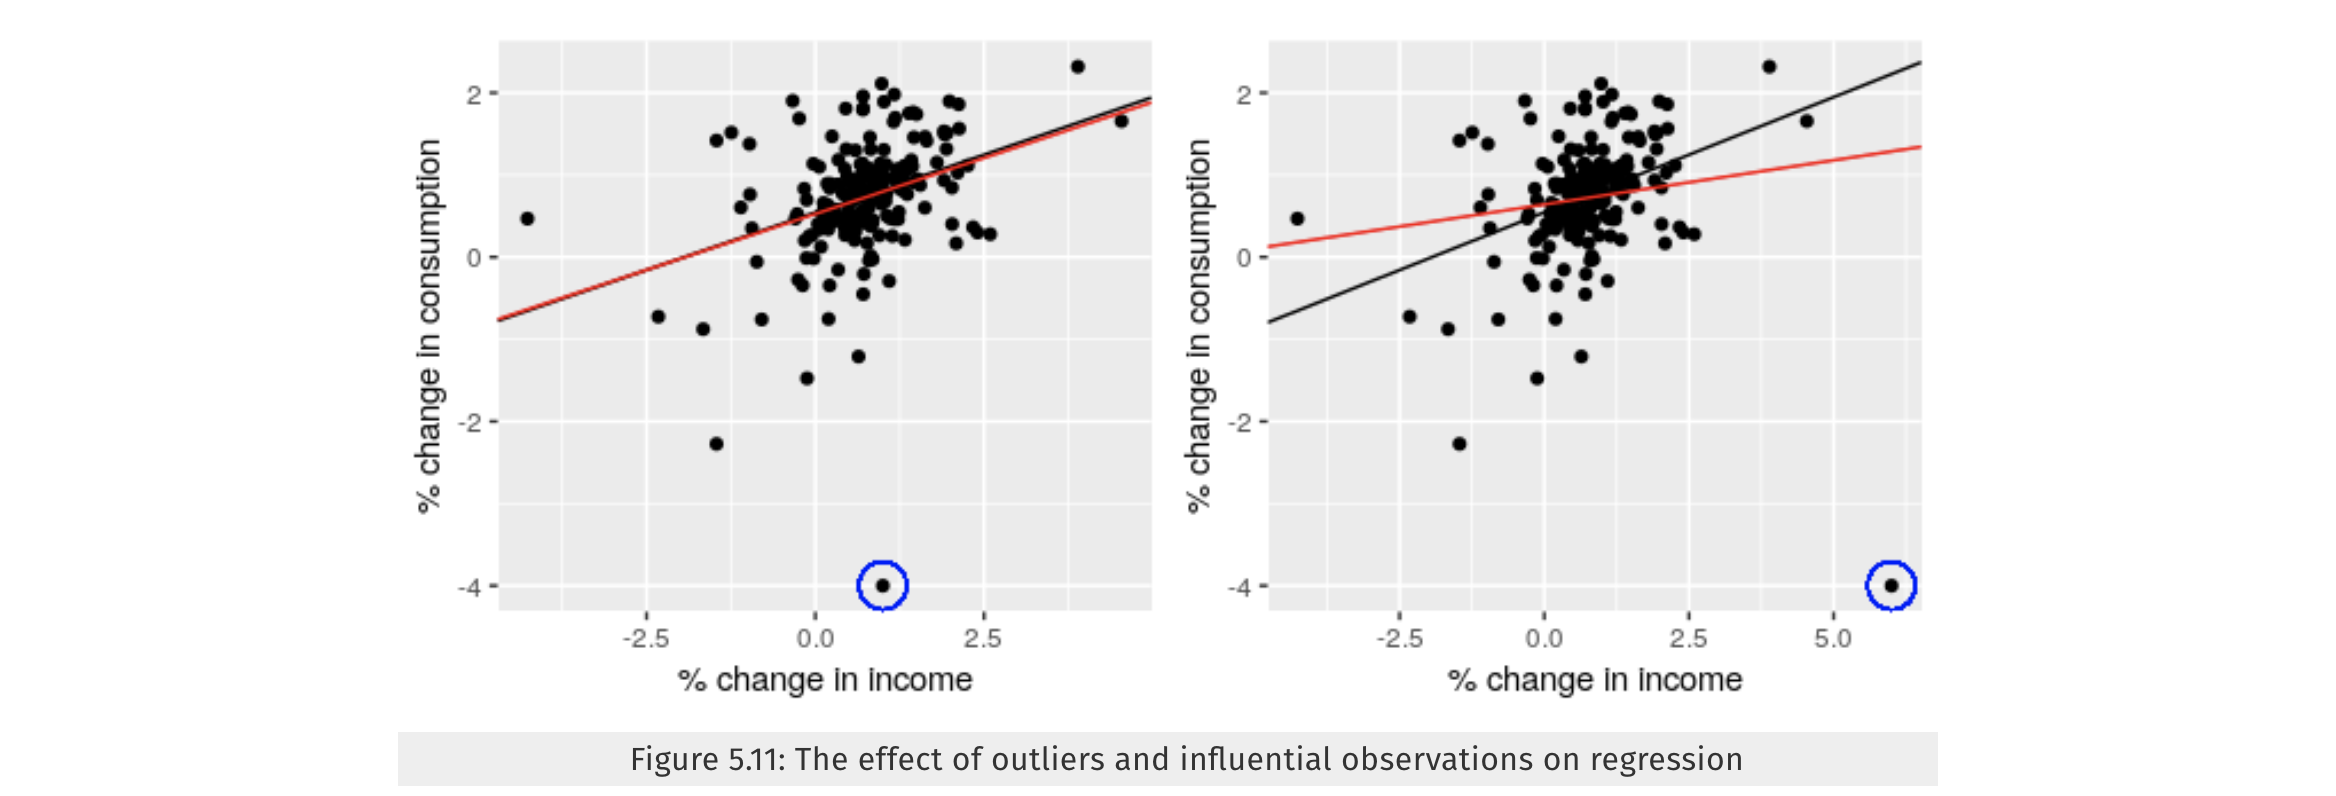 % change in consumption
2
0
-2
-4
-2.5 0.0 2.5
% change in income
% change in consumption
2
0
-2
-4
-2.5 0.0 2.5 5.0
% change in income
Figure 5.11: The effect of outliers and influential observations on regression